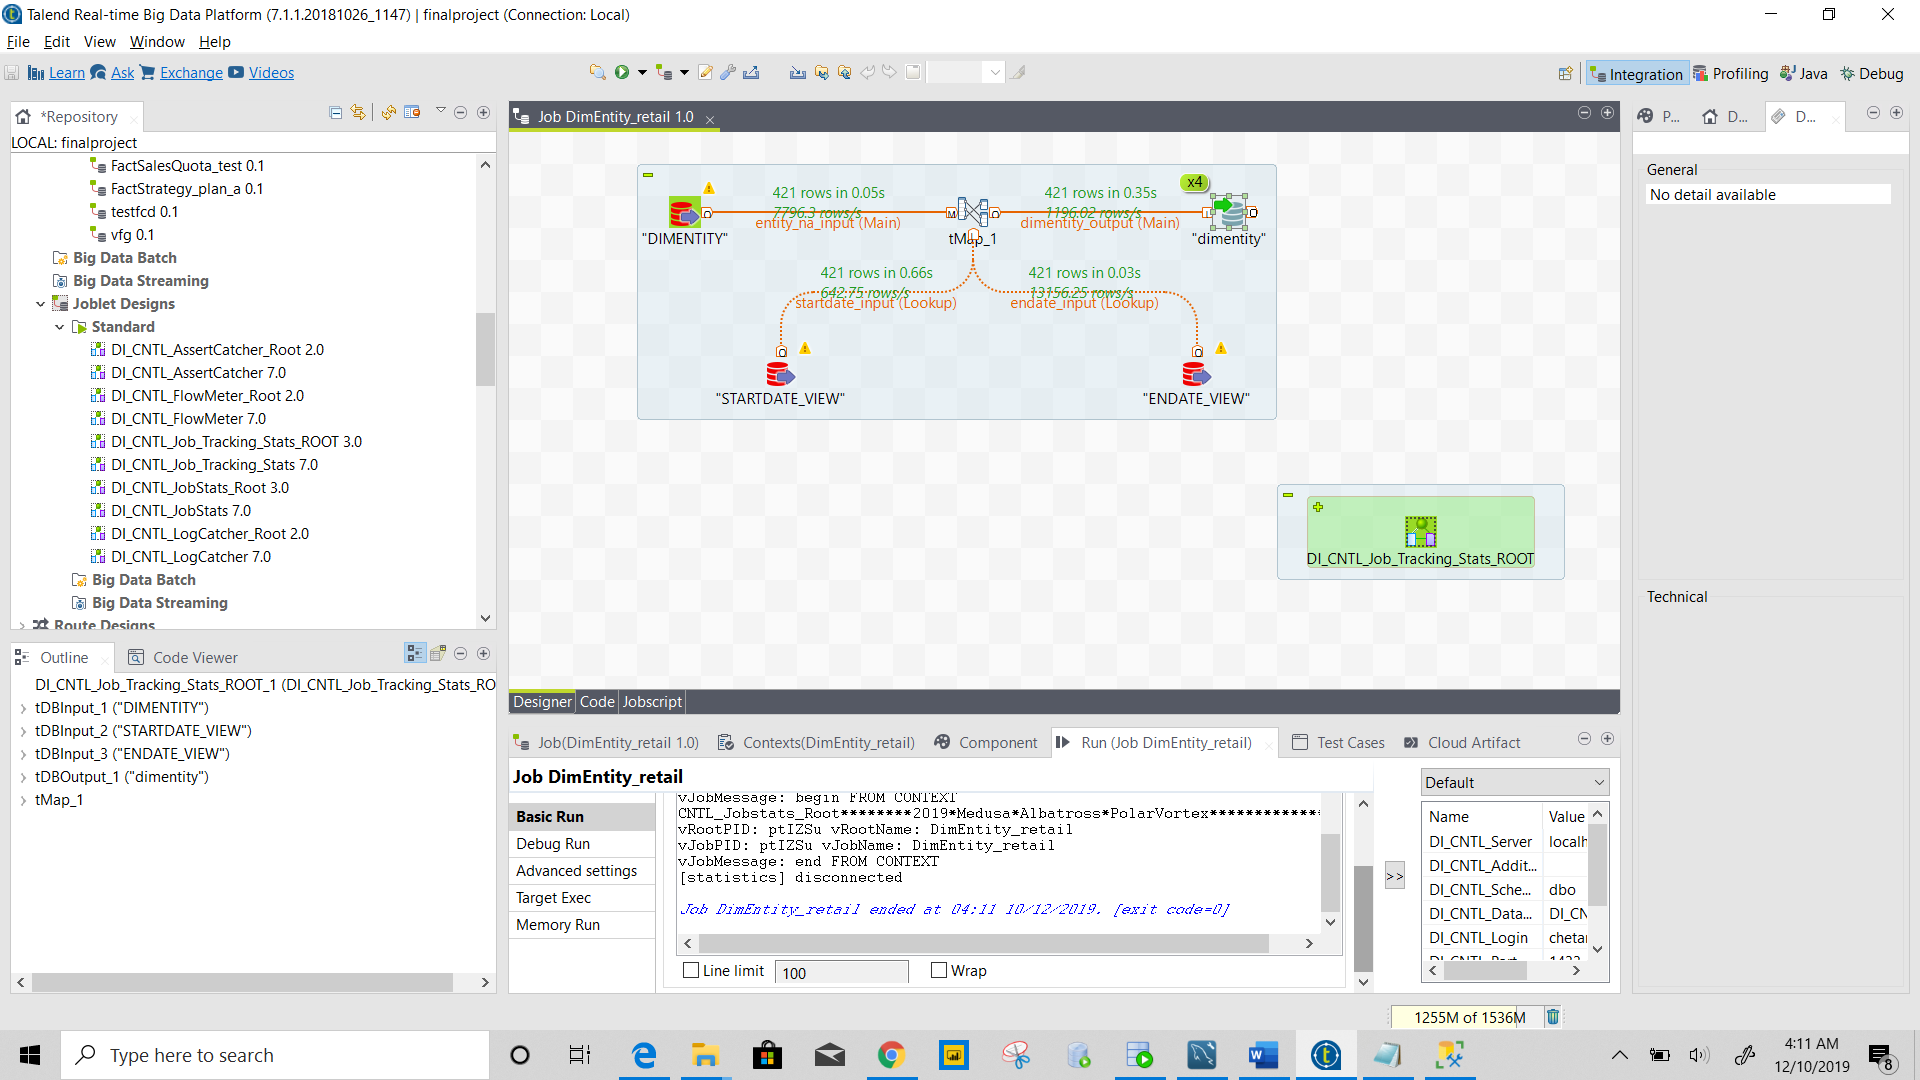 Talend Real-time Big Data Platform (7.1.1.20181026_1147) | finalproject (Connection: Local)
File Edit View Window Help
Learn Ask Exchange Videos
Integration Profiling Java Debug
*Repository
LOCAL: finalproject
FactSalesQuota_test 0.1
FactStrategy_plan_a 0.1
testfcd 0.1
vfg 0.1
Big Data Batch
Big Data Streaming
Joblet Designs
Standard
DI_CNTL_AssertCatcher_Root 2.0
DI_CNTL_AssertCatcher 7.0
DI_CNTL_FlowMeter_Root 2.0
DI_CNTL_FlowMeter 7.0
DI_CNTL_Job_Tracking_Stats_ROOT 3.0
DI_CNTL_Job_Tracking_Stats 7.0
DI_CNTL_JobStats_Root 3.0
DI_CNTL_JobStats 7.0
DI_CNTL_LogCatcher_Root 2.0
DI_CNTL_LogCatcher 7.0
Big Data Batch
Big Data Streaming
Route Designs
Outline Code Viewer
DI_CNTL_Job_Tracking_Stats_ROOT_1 (DI_CNTL_Job_Tracking_Stats_RO
tDBInput_1 ("DIMENTITY")
tDBInput_2 ("STARTDATE_VIEW")
tDBInput_3 ("ENDATE_VIEW")
tDBOutput_1 ("dimentity")
tMap_1
Job DimEntity_retail 1.0
x4
421 rows in 0.05s
7796.3 rows/s
entity_na_input (Main)
421 rows in 0.35s
1196.02 rows/s
dimentity_output (Main)
"DIMENTITY"
tMap_1
"dimentity"
421 rows in 0.66s
642.75 rows/s
startdate_input (Lookup)
421 rows in 0.03s
13156.25 rows/s
endate_input (Lookup)
"STARTDATE_VIEW"
"ENDATE_VIEW"
DI_CNTL_Job_Tracking_Stats_ROOT
Designer Code Jobscript
Job(DimEntity_retail 1.0) Contexts(DimEntity_retail) Component Run (Job DimEntity_retail) Test Cases Cloud Artifact
Job DimEntity_retail
Basic Run
Debug Run
Advanced settings
Target Exec
Memory Run
vJobMessage: begin FROM CONTEXT
CNTL_Jobstats_Root********2019*Medusa*Albatross*PolarVortex*************
vRootPID: ptIZSu vRootName: DimEntity_retail
vJobPID: ptIZSu vJobName: DimEntity_retail
vJobMessage: end FROM CONTEXT
[statistics] disconnected
Job DimEntity_retail ended at 04:11 10/12/2019. [exit code=0]
Line limit 100 Wrap
>>
Default
Name Value
DI_CNTL_Server localh
DI_CNTL_Addit...
DI_CNTL_Sche... dbo
DI_CNTL_Data... DI_CN
DI_CNTL_Login chetar
P... D... D...
General
No detail available
Technical
1255M of 1536M
Type here to search
4:11 AM
12/10/2019
8